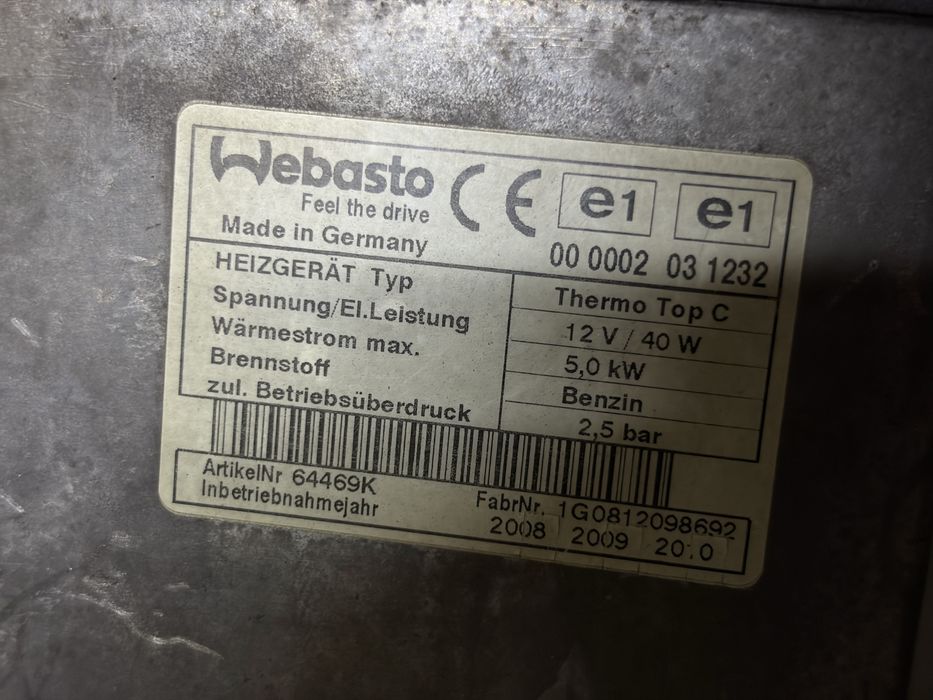 Webasto
Feel the drive
Made in Germany
CE e1 e1
00 0002 03 1232
HEIZGERÄT Typ Thermo Top C
Spannung/El.Leistung 12 V / 40 W
Wärmestrom max. 5,0 kW
Brennstoff Benzin
zul. Betriebsüberdruck 2,5 bar
ArtikelNr 64469K FabrNr. 1G0812098692
Inbetriebnahmejahr 2008 2009 2010